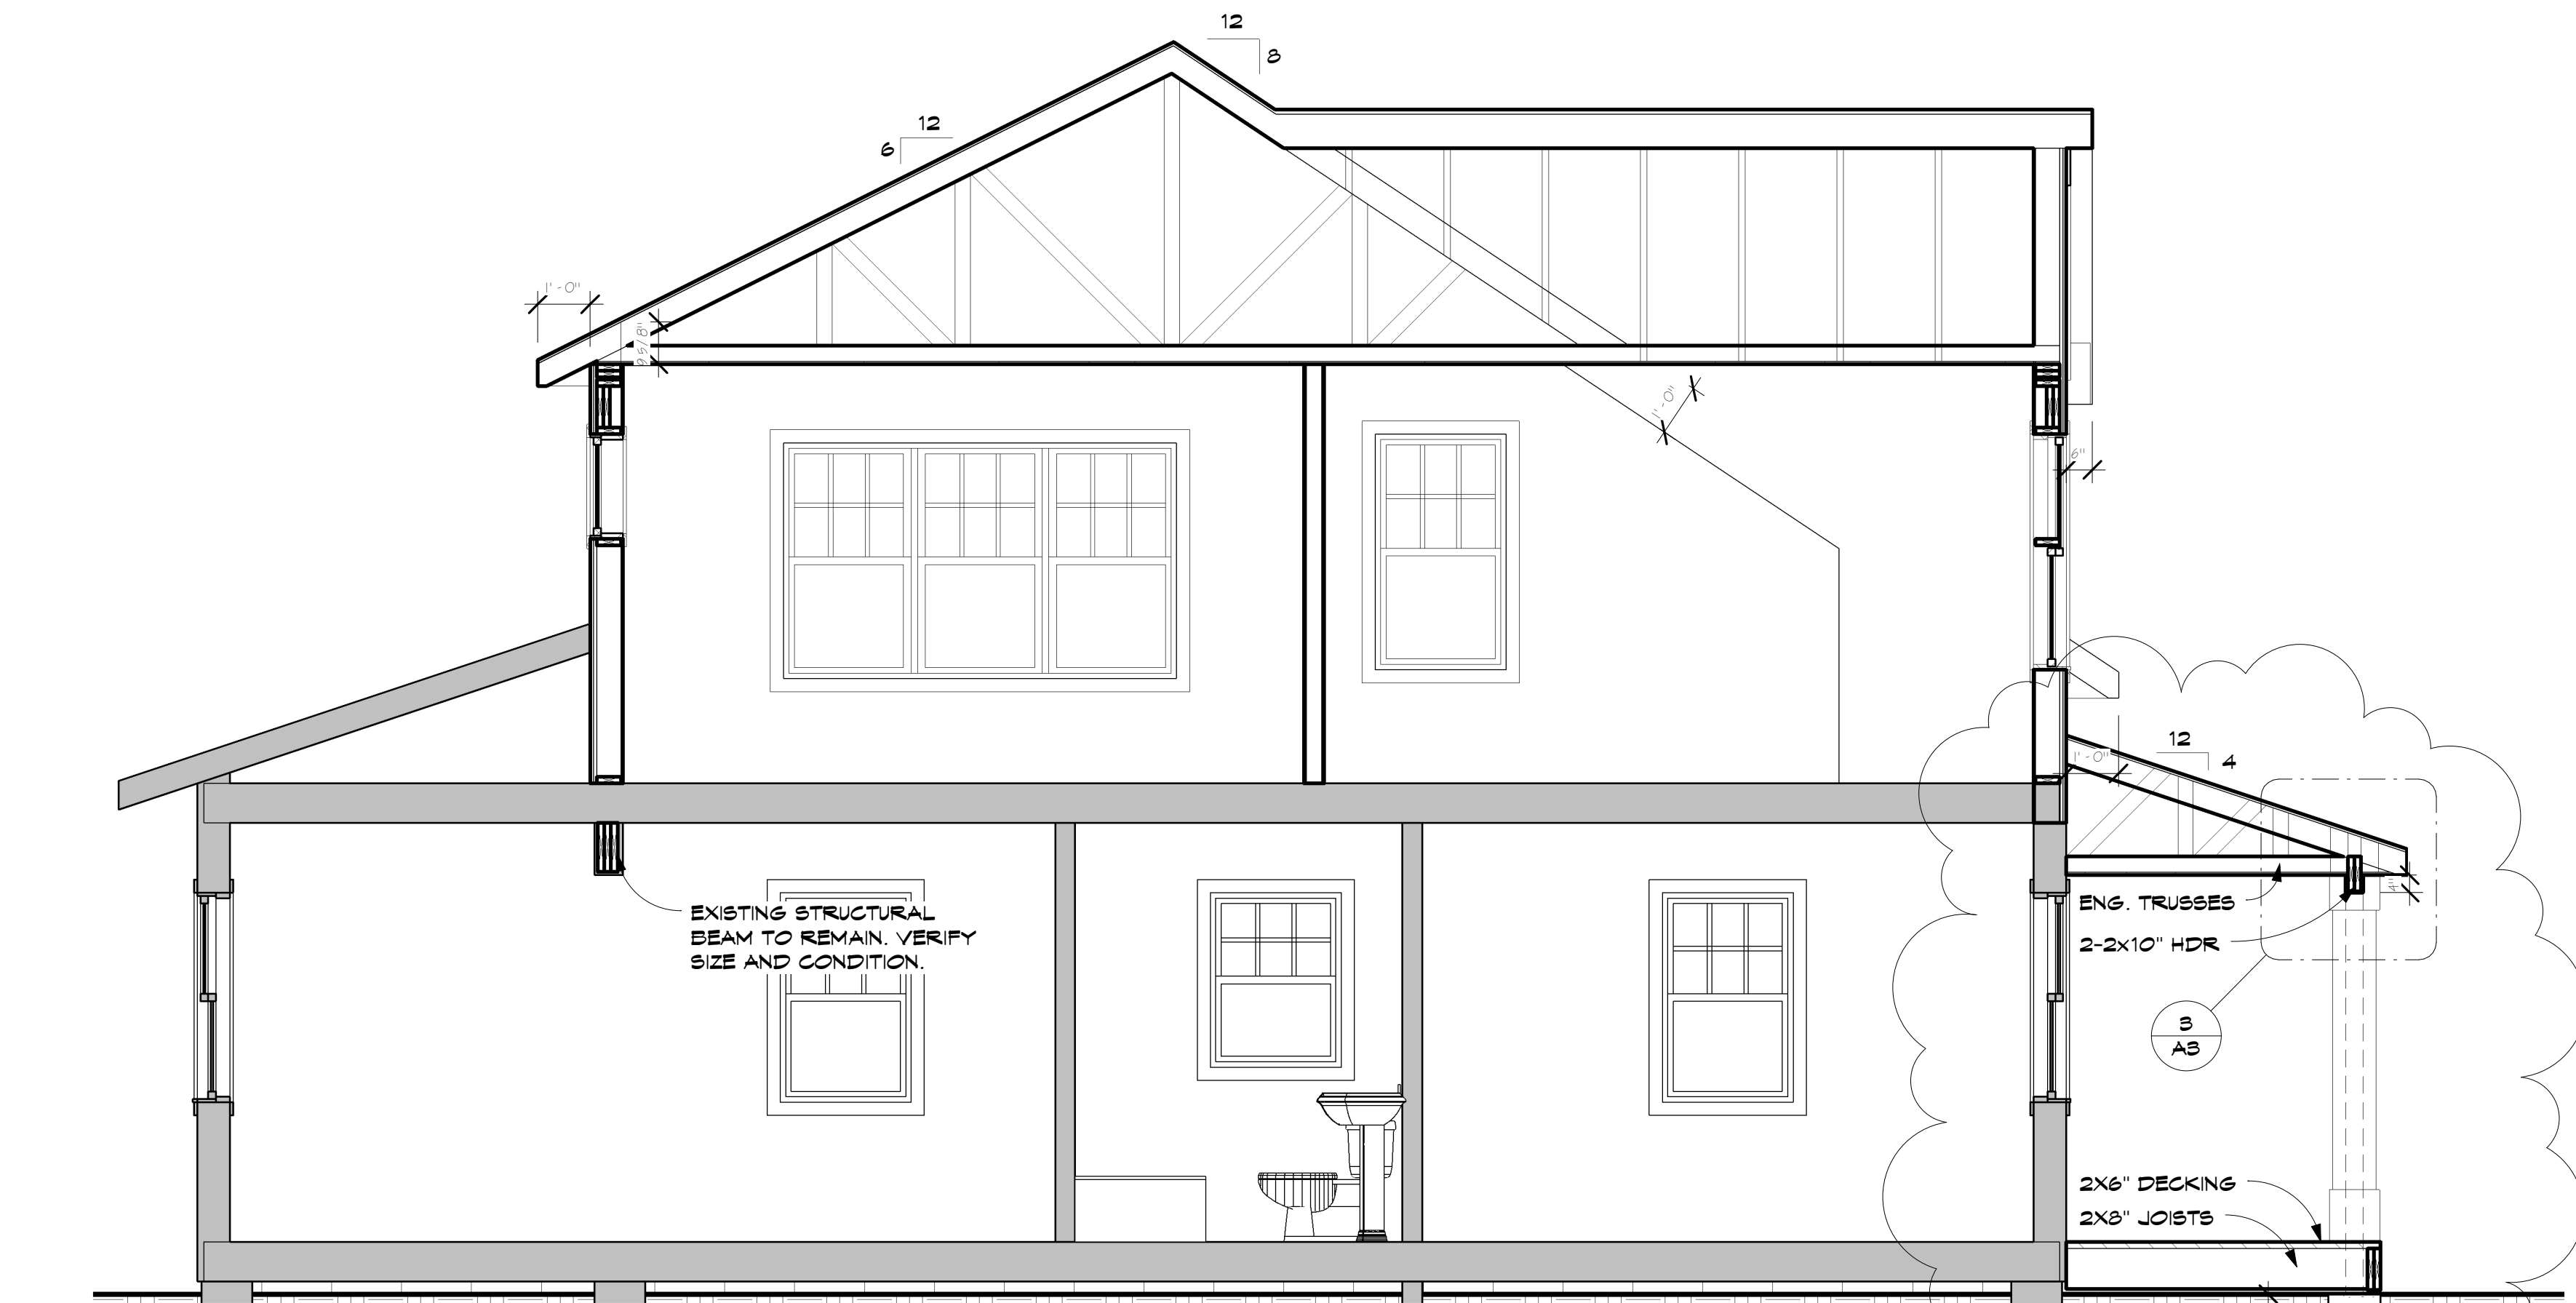 12
8
12
6
1'-0"
9 5/8"
1'-0"
6"
12
4
1'-0"
4"
EXISTING STRUCTURAL
BEAM TO REMAIN. VERIFY
SIZE AND CONDITION.
ENG. TRUSSES
2-2x10" HDR
3
A3
2X6" DECKING
2X8" JOISTS